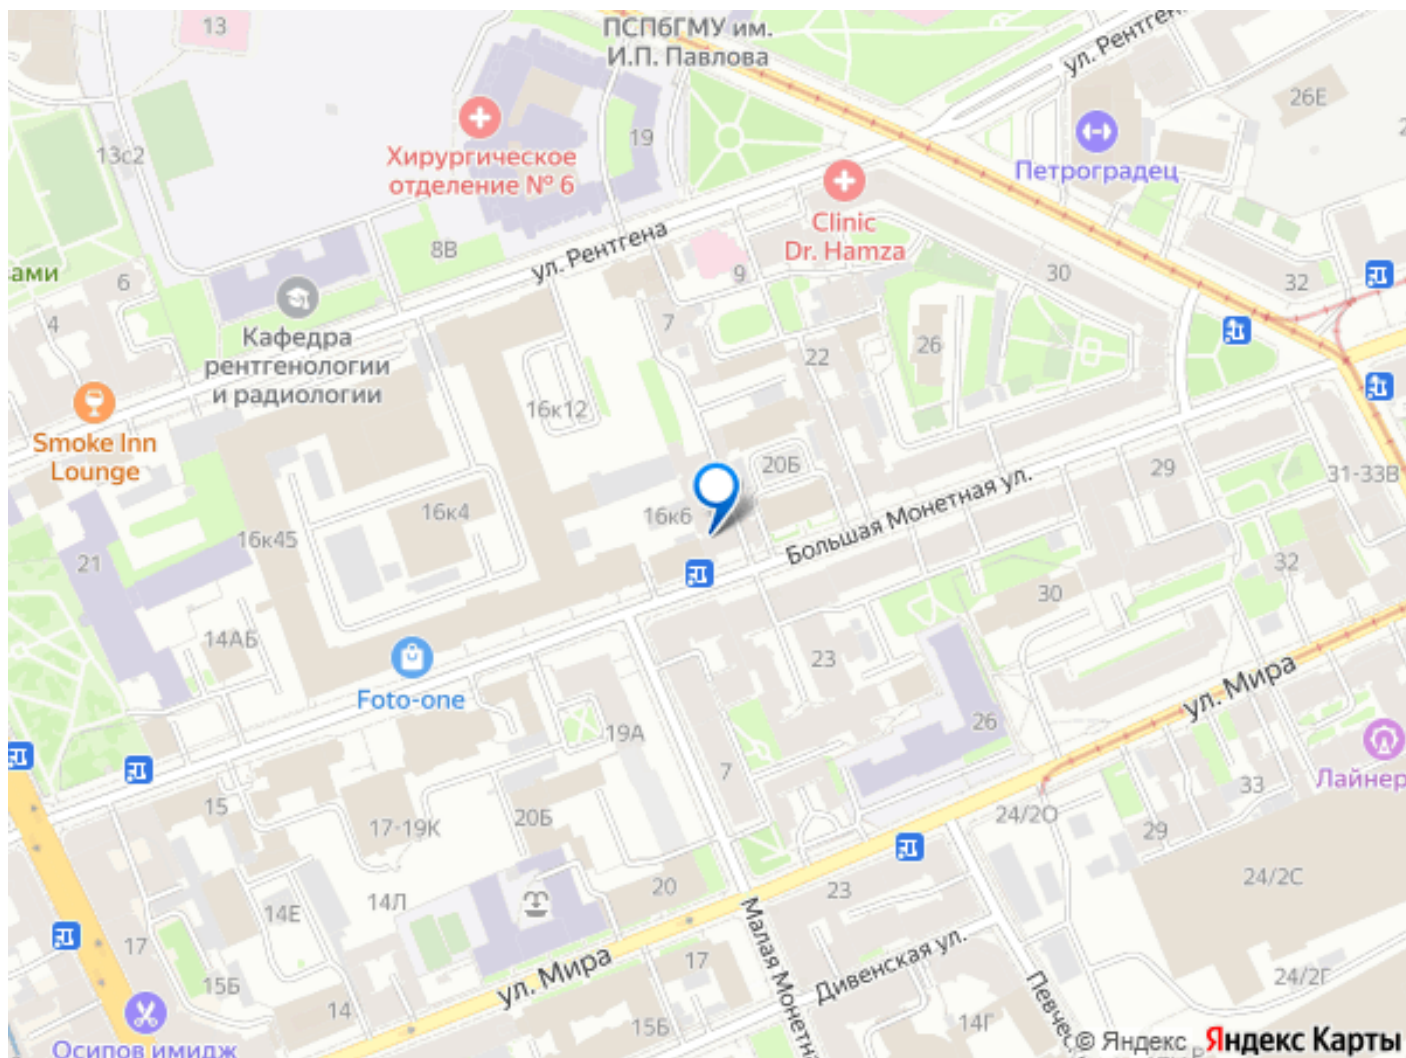 13
ПСПбГМУ им.
И.П. Павлова
ул. Рентгена
26Е
13с2
19
Хирургическое
отделение № 6
Петроградец
Clinic
Dr. Hamza
8В
ул. Рентгена
9
30
32
ами
6
4
Кафедра
рентгенологии
и радиологии
7
22
26
Smoke Inn
Lounge
16к12
20Б
29
31-33В
16к4
16к6
Большая Монетная ул.
16к45
21
32
30
14АБ
23
Foto-one
ул. Мира
26
19А
7
Лайнер
33
15
17-19К
20Б
24/2О
29
14Л
14Е
20
23
24/2С
17
Малая Монетн
Дивенская ул.
ул. Мира
17
15Б
14
15Б
14Г
Певчес
24/2Г
Осипов имидж
© Яндекс Яндекс Карты